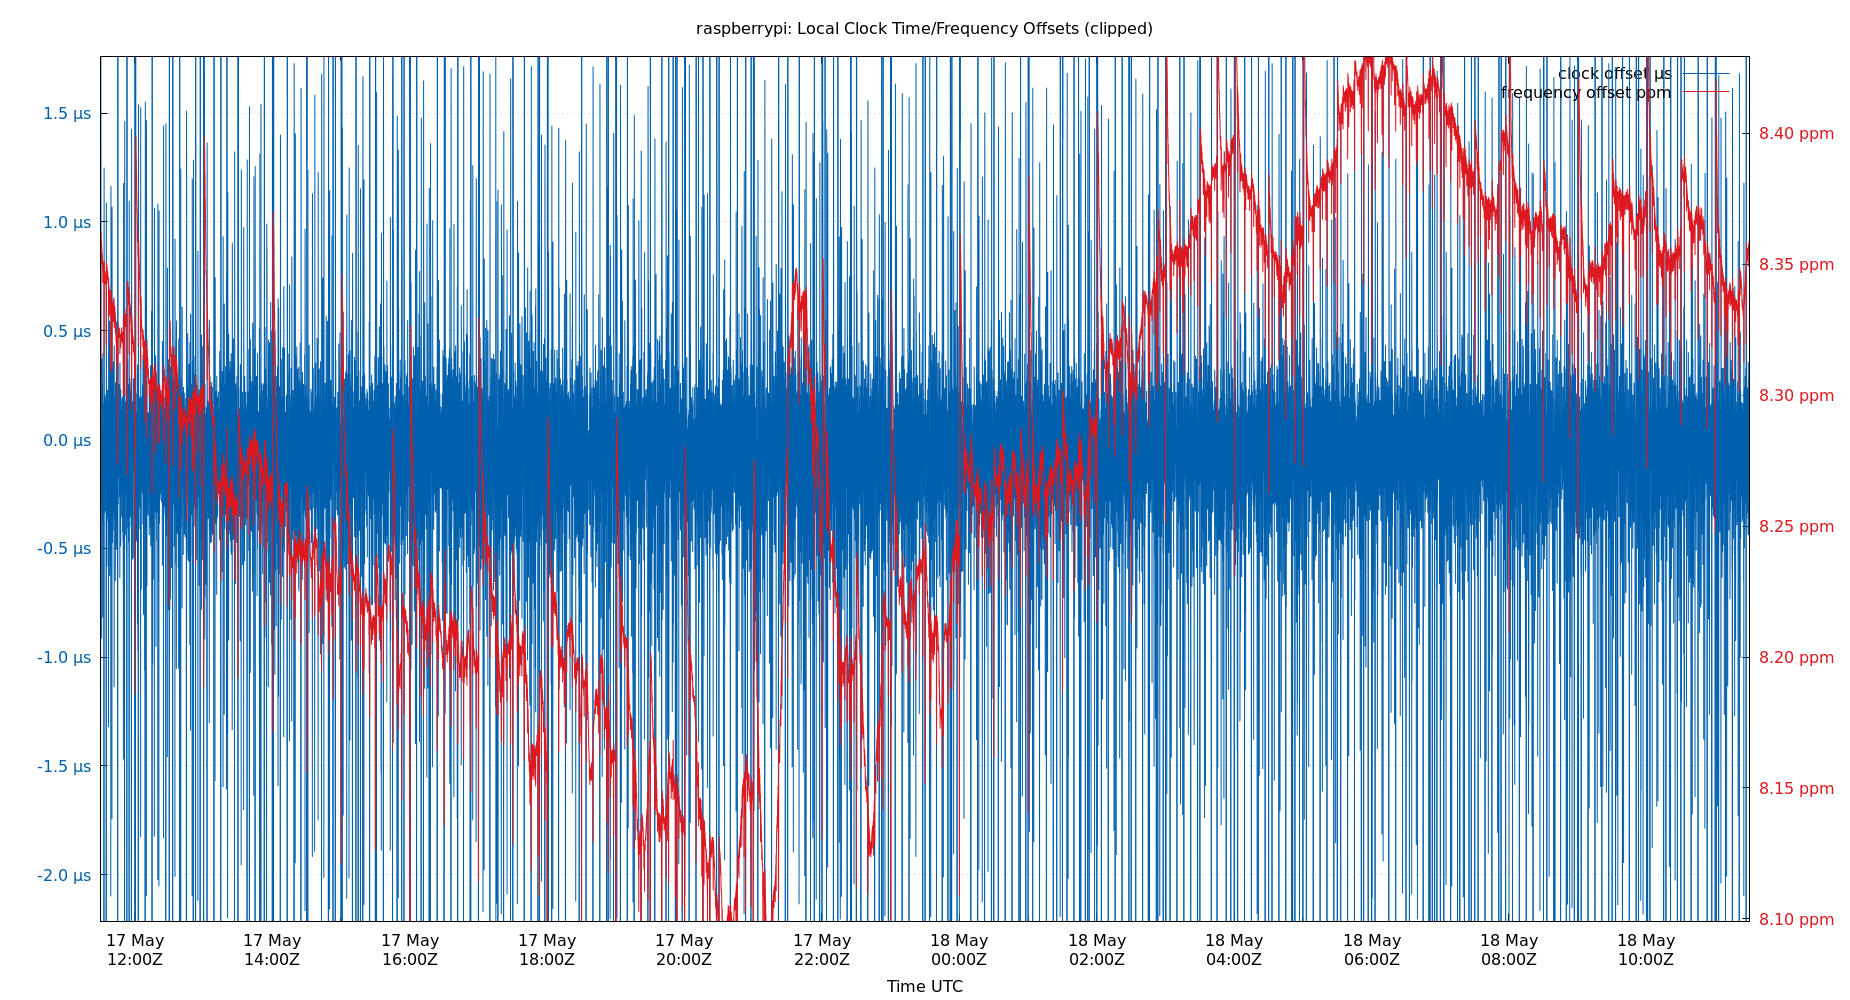 raspberrypi: Local Clock Time/Frequency Offsets (clipped)
clock offset µs
frequency offset ppm
1.5 µs
1.0 µs
0.5 µs
0.0 µs
-0.5 µs
-1.0 µs
-1.5 µs
-2.0 µs
8.40 ppm
8.35 ppm
8.30 ppm
8.25 ppm
8.20 ppm
8.15 ppm
8.10 ppm
17 May 17 May 17 May 17 May 17 May 17 May 18 May 18 May 18 May 18 May 18 May 18 May
12:00Z 14:00Z 16:00Z 18:00Z 20:00Z 22:00Z 00:00Z 02:00Z 04:00Z 06:00Z 08:00Z 10:00Z
Time UTC